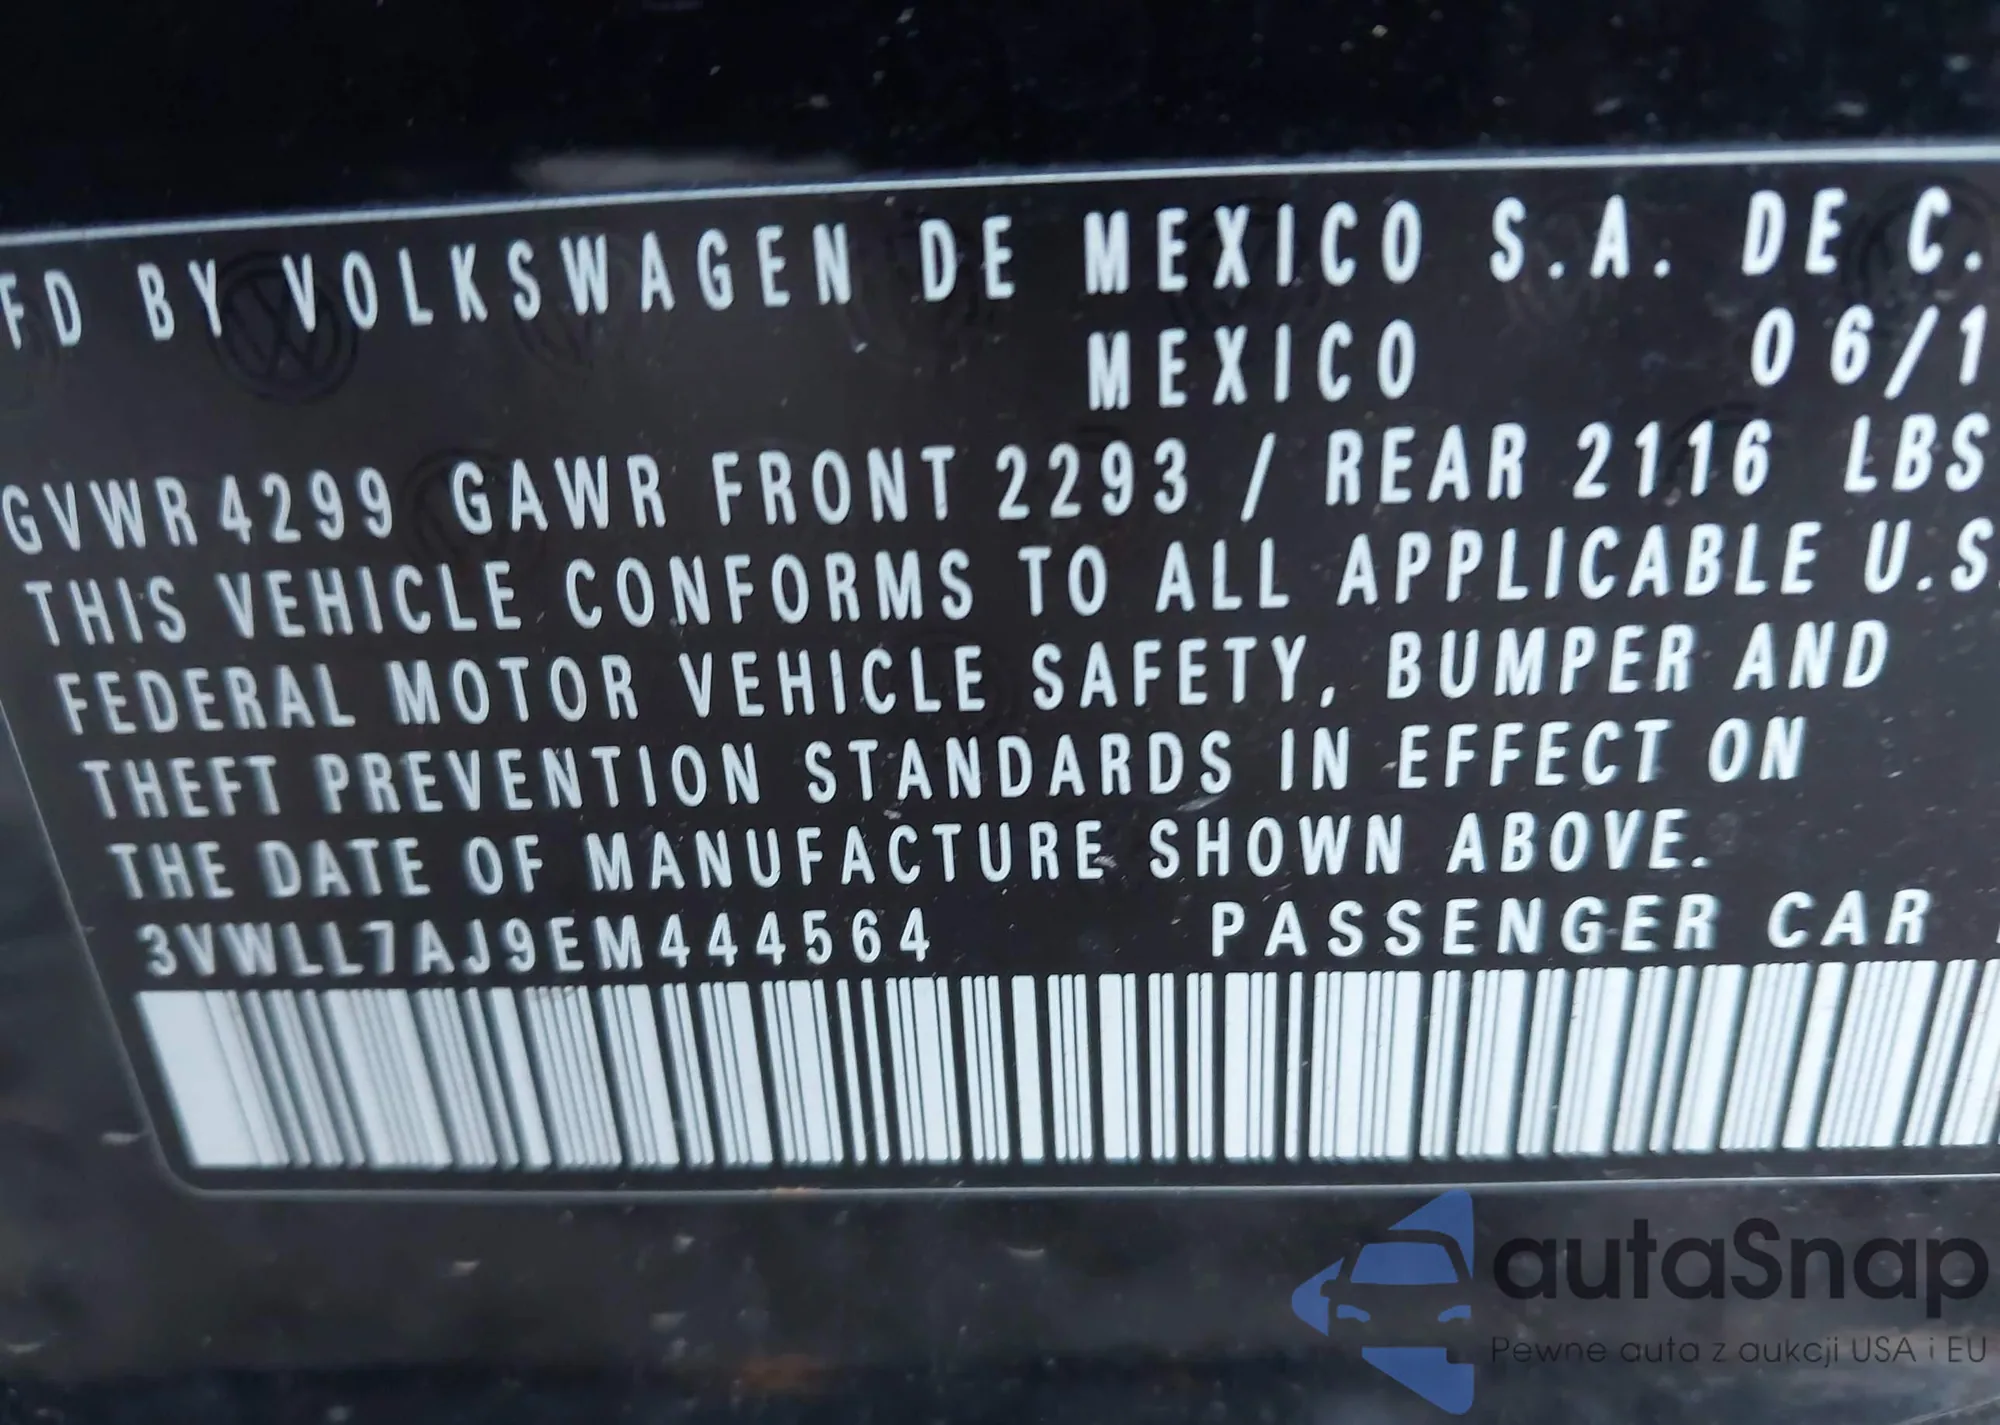 FD BY VOLKSWAGEN DE MEXICO S.A. DE C.
MEXICO 06/1
GVWR 4299 GAWR FRONT 2293 / REAR 2116 LBS
THIS VEHICLE CONFORMS TO ALL APPLICABLE U.S.
FEDERAL MOTOR VEHICLE SAFETY, BUMPER AND
THEFT PREVENTION STANDARDS IN EFFECT ON
THE DATE OF MANUFACTURE SHOWN ABOVE.
3VWLL7AJ9EM444564 PASSENGER CAR
autaSnap
Pewne auta z aukcji USA i EU